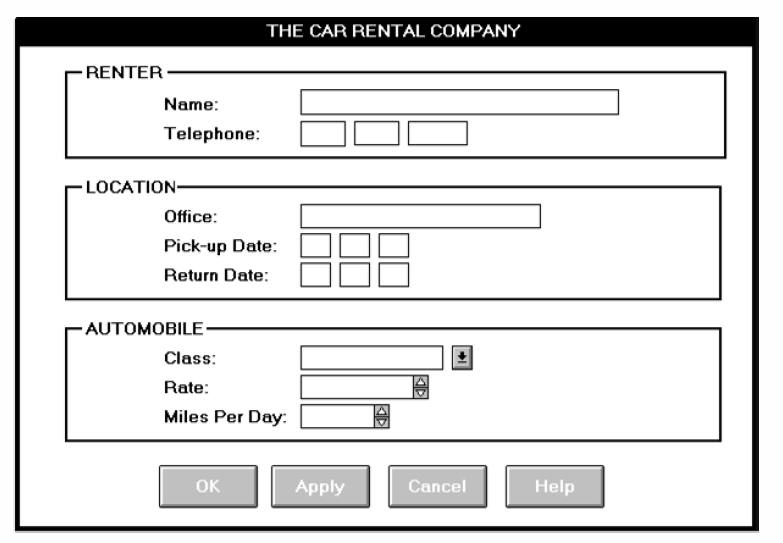 THE CAR RENTAL COMPANY
RENTER
Name:
Telephone:
LOCATION
Office:
Pick-up Date:
Return Date:
AUTOMOBILE
Class:
Rate:
Miles Per Day:
OK Apply Cancel Help